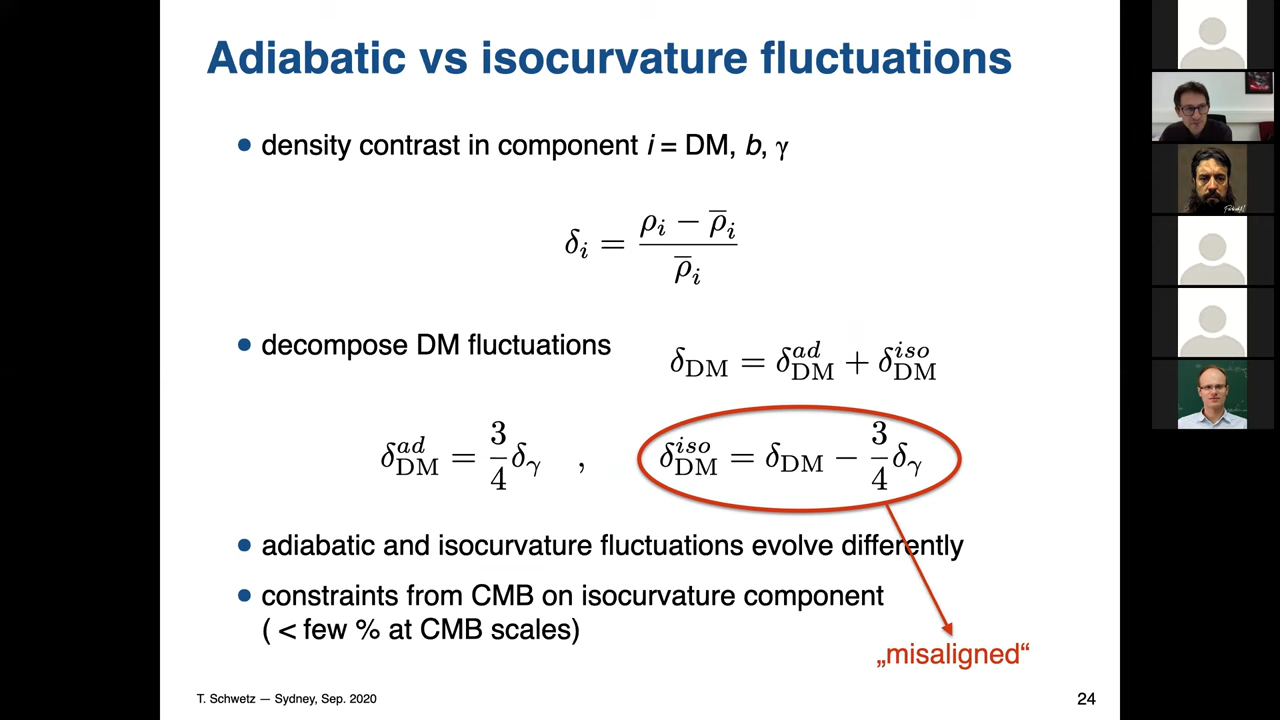 Adiabatic vs isocurvature fluctuations
• density contrast in component i = DM, b, γ
δ_i = (ρ_i − ρ̅_i) / ρ̅_i
• decompose DM fluctuations
δ_DM = δ_DM^ad + δ_DM^iso
δ_DM^ad = 3/4 δ_γ , δ_DM^iso = δ_DM − 3/4 δ_γ
• adiabatic and isocurvature fluctuations evolve differently
• constraints from CMB on isocurvature component
( < few % at CMB scales)
„misaligned“
T. Schwetz — Sydney, Sep. 2020
24